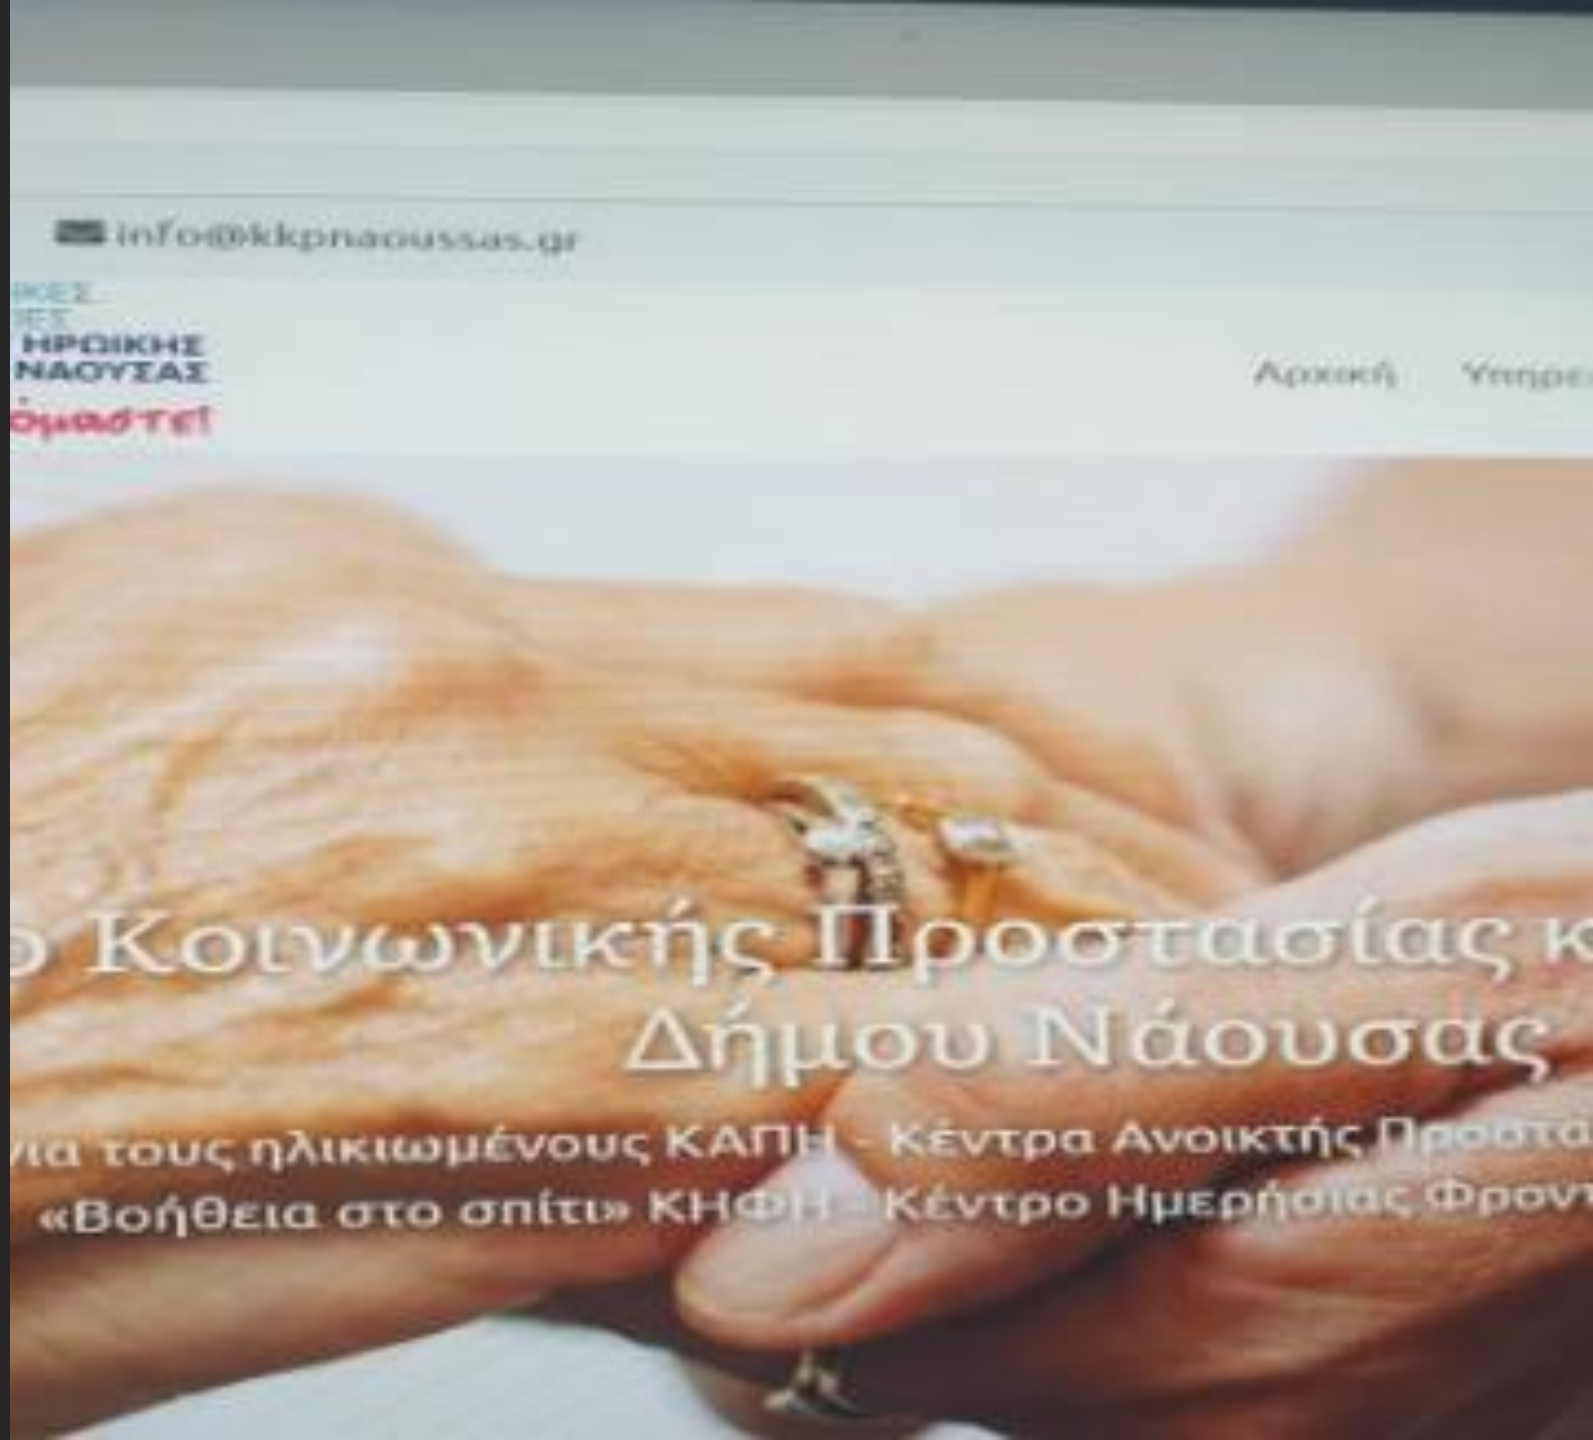 info@kkpnaoussas.gr
ΗΡΩΙΚΗΣ
ΝΑΟΥΣΑΣ
Αρχική
Κοινωνικής Προστασίας
Δήμου Νάουσας
τους ηλικιωμένους ΚΑΠΗ - Κέντρα Ανοικτής
«Βοήθεια στο σπίτι» ΚΗΦΗ - Κέντρο Ημερήσιας